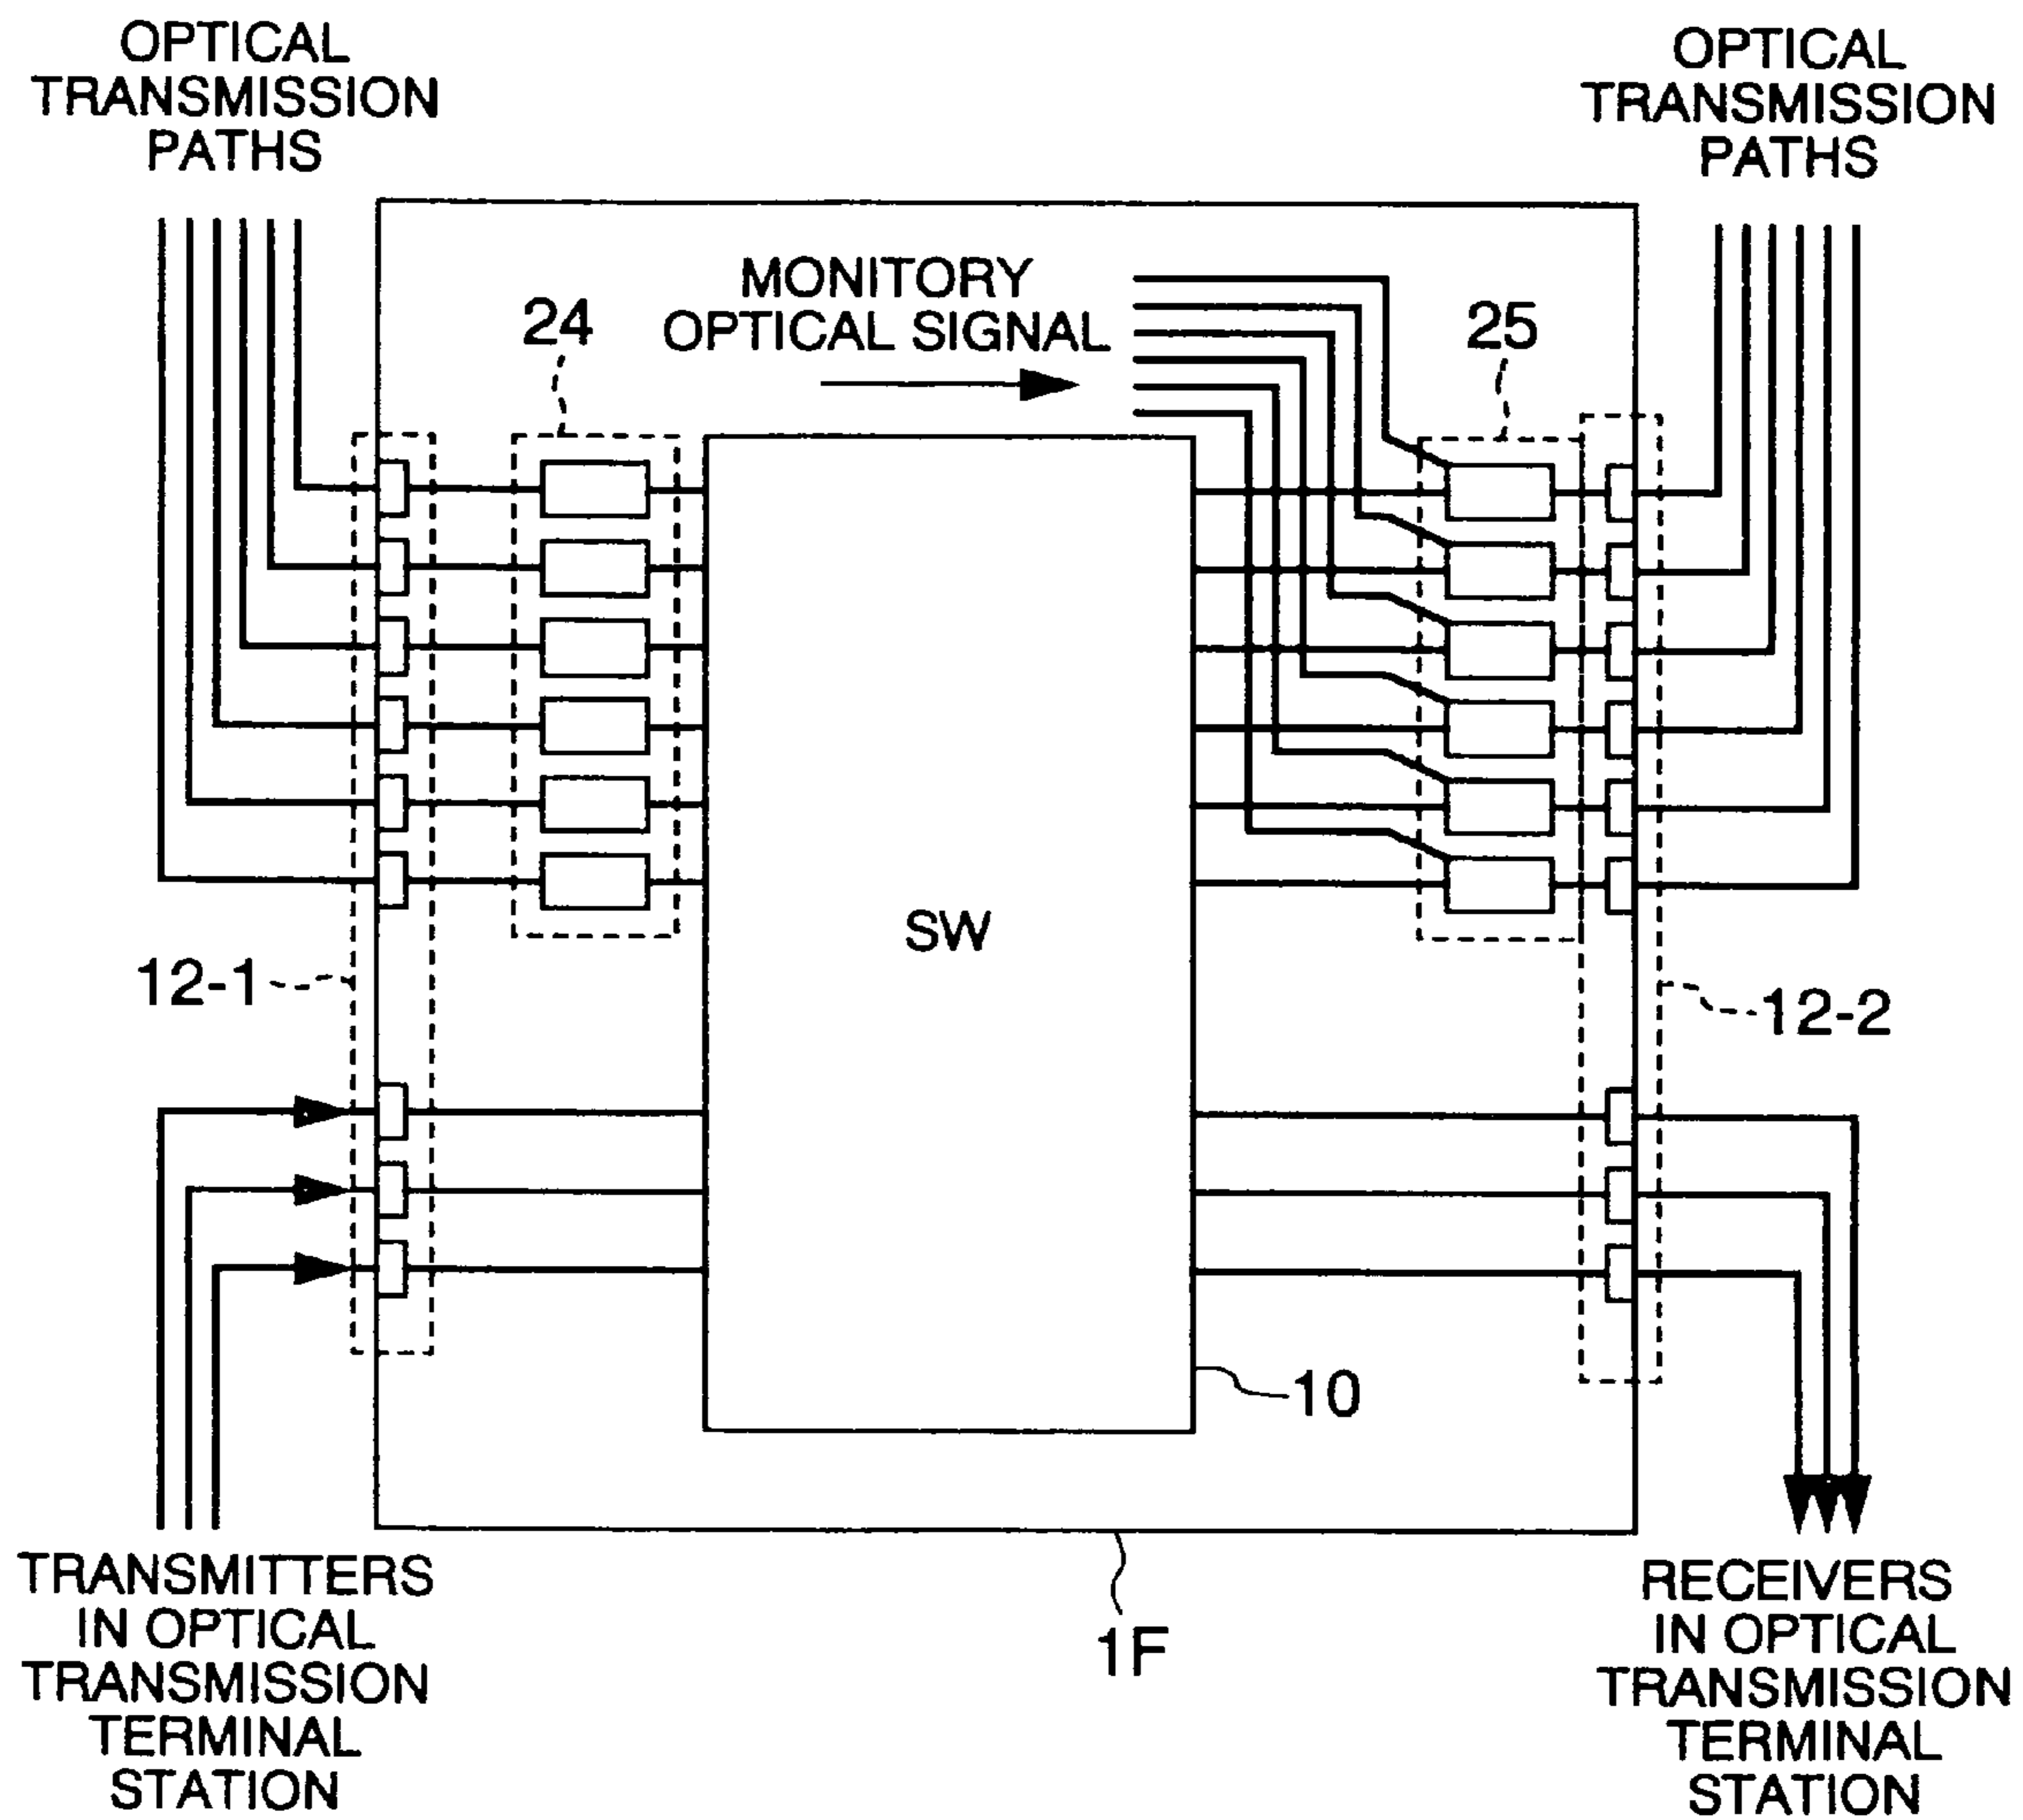 OPTICAL
TRANSMISSION
PATHS
OPTICAL
TRANSMISSION
PATHS
MONITORY
OPTICAL SIGNAL
24
25
SW
12-1
12-2
10
1F
TRANSMITTERS
IN OPTICAL
TRANSMISSION
TERMINAL
STATION
RECEIVERS
IN OPTICAL
TRANSMISSION
TERMINAL
STATION